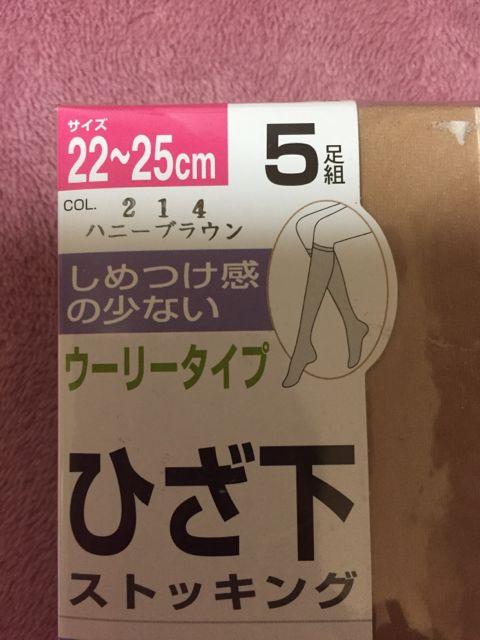 サイズ
22~25cm
5足組
COL. 214
ハニーブラウン
しめつけ感
の少ない
ウーリータイプ
ひざ下
ストッキング